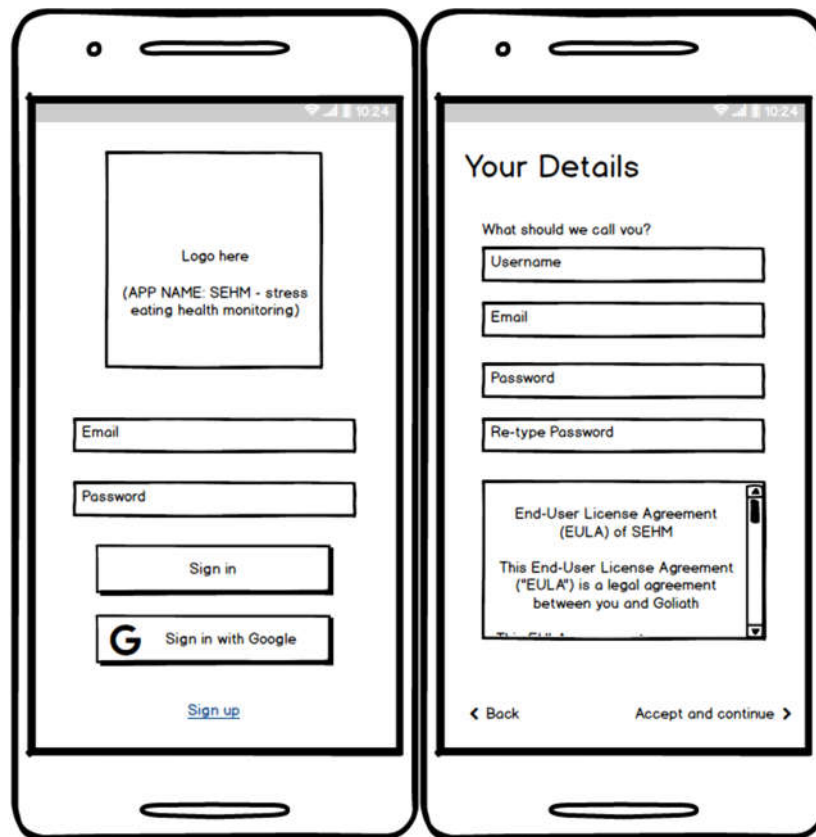 10:24
Logo here
(APP NAME: SEHM - stress
eating health monitoring)
Email
Password
Sign in
G Sign in with Google
Sign up
10:24
Your Details
What should we call you?
Username
Email
Password
Re-type Password
End-User License Agreement
(EULA) of SEHM
This End-User License Agreement
("EULA") is a legal agreement
between you and Goliath
Back
Accept and continue